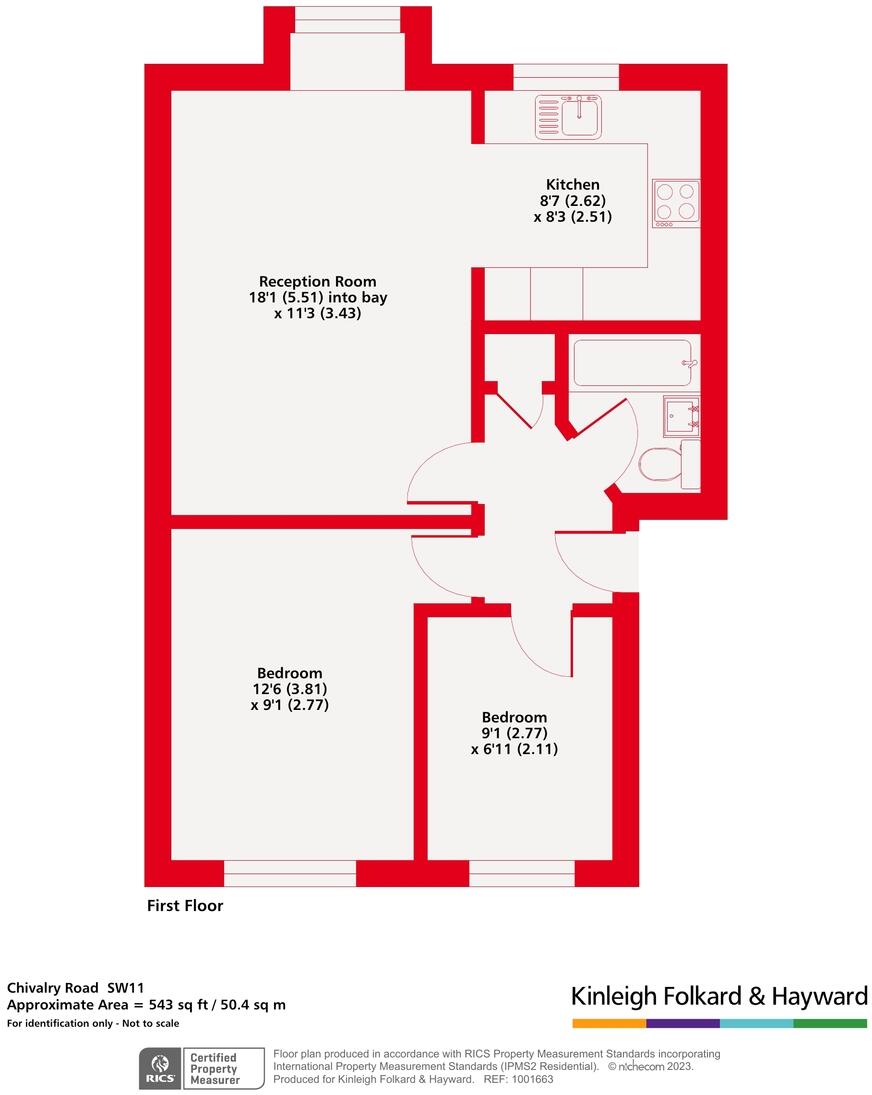 Kitchen
8'7 (2.62)
x 8'3 (2.51)
Reception Room
18'1 (5.51) into bay
x 11'3 (3.43)
Bedroom
12'6 (3.81)
x 9'1 (2.77)
Bedroom
9'1 (2.77)
x 6'11 (2.11)
First Floor
Chivalry Road SW11
Approximate Area = 543 sq ft / 50.4 sq m
For identification only - Not to scale
Kinleigh Folkard & Hayward
RICS
Certified
Property
Measurer
Floor plan produced in accordance with RICS Property Measurement Standards incorporating
International Property Measurement Standards (IPMS2 Residential). © nichecom 2023.
Produced for Kinleigh Folkard & Hayward. REF: 1001663